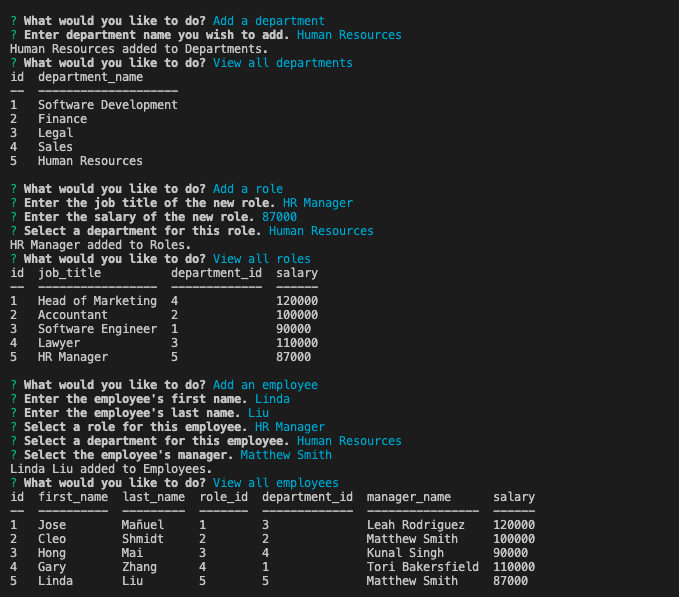 ? What would you like to do? Add a department
? Enter department name you wish to add. Human Resources
Human Resources added to Departments.
? What would you like to do? View all departments
id  department_name
——  ————————————————————
1   Software Development
2   Finance
3   Legal
4   Sales
5   Human Resources
? What would you like to do? Add a role
? Enter the job title of the new role. HR Manager
? Enter the salary of the new role. 87000
? Select a department for this role. Human Resources
HR Manager added to Roles.
? What would you like to do? View all roles
id  job_title          department_id  salary
——  —————————————————  —————————————  ——————
1   Head of Marketing  4              120000
2   Accountant         2              100000
3   Software Engineer  1              90000
4   Lawyer             3              110000
5   HR Manager         5              87000
? What would you like to do? Add an employee
? Enter the employee's first name. Linda
? Enter the employee's last name. Liu
? Select a role for this employee. HR Manager
? Select a department for this employee. Human Resources
? Select the employee's manager. Matthew Smith
Linda Liu added to Employees.
? What would you like to do? View all employees
id  first_name  last_name  role_id  department_id  manager_name      salary
——  ——————————  —————————  ———————  —————————————  ————————————————  ——————
1   Jose        Mañuel     1        3              Leah Rodriguez    120000
2   Cleo        Shmidt     2        2              Matthew Smith     100000
3   Hong        Mai        3        4              Kunal Singh       90000
4   Gary        Zhang      4        1              Tori Bakersfield  110000
5   Linda       Liu        5        5              Matthew Smith     87000